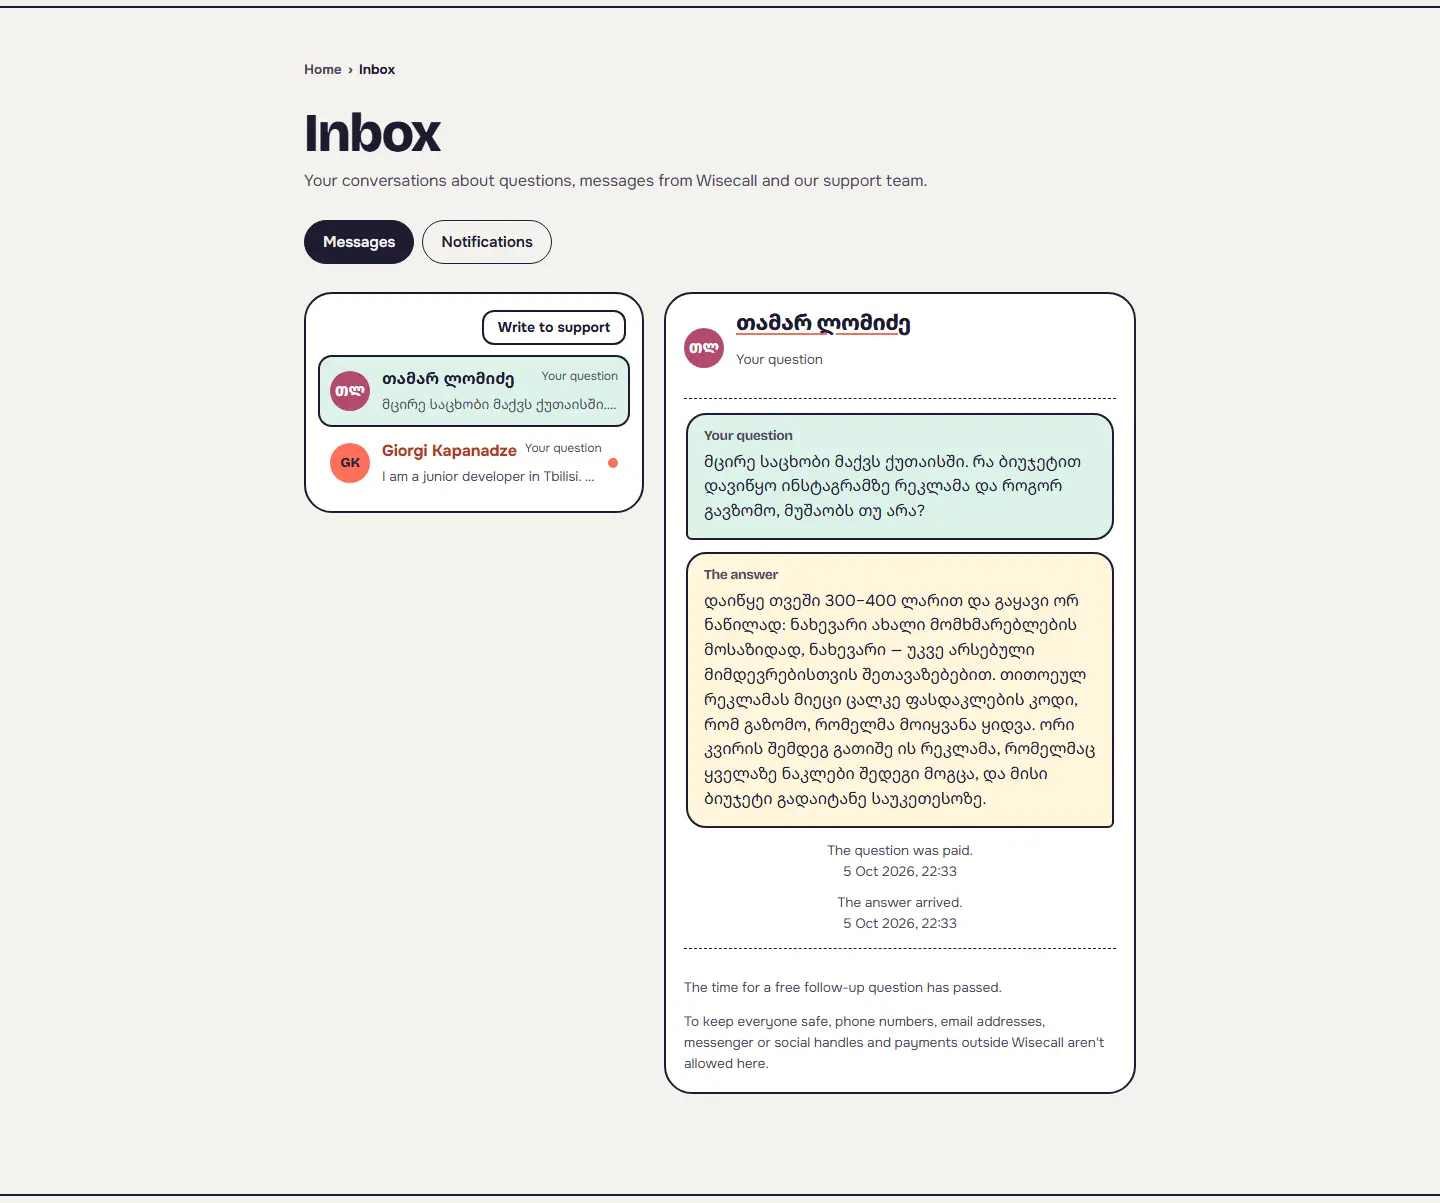 Home › Inbox
Inbox
Your conversations about questions, messages from Wisecall and our support team.
Messages
Notifications
Write to support
თლ
თამარ ლომიძე
Your question
მცირე საცხობი მაქვს ქუთაისში....
GK
Giorgi Kapanadze
Your question
I am a junior developer in Tbilisi. ...
თლ
თამარ ლომიძე
Your question
Your question
მცირე საცხობი მაქვს ქუთაისში. რა ბიუჯეტით
დავიწყო ინსტაგრამზე რეკლამა და როგორ
გავზომო, მუშაობს თუ არა?
The answer
დაიწყე თვეში 300–400 ლარით და გაყავი ორ
ნაწილად: ნახევარი ახალი მომხმარებლების
მოსაზიდად, ნახევარი — უკვე არსებული
მიმდევრებისთვის შეთავაზებებით. თითოეულ
რეკლამას მიეცი ცალკე ფასდაკლების კოდი,
რომ გაზომო, რომელმა მოიყვანა ყიდვა. ორი
კვირის შემდეგ გათიშე ის რეკლამა, რომელმაც
ყველაზე ნაკლები შედეგი მოგცა, და მისი
ბიუჯეტი გადაიტანე საუკეთესოზე.
The question was paid.
5 Oct 2026, 22:33
The answer arrived.
5 Oct 2026, 22:33
The time for a free follow-up question has passed.
To keep everyone safe, phone numbers, email addresses,
messenger or social handles and payments outside Wisecall aren't
allowed here.